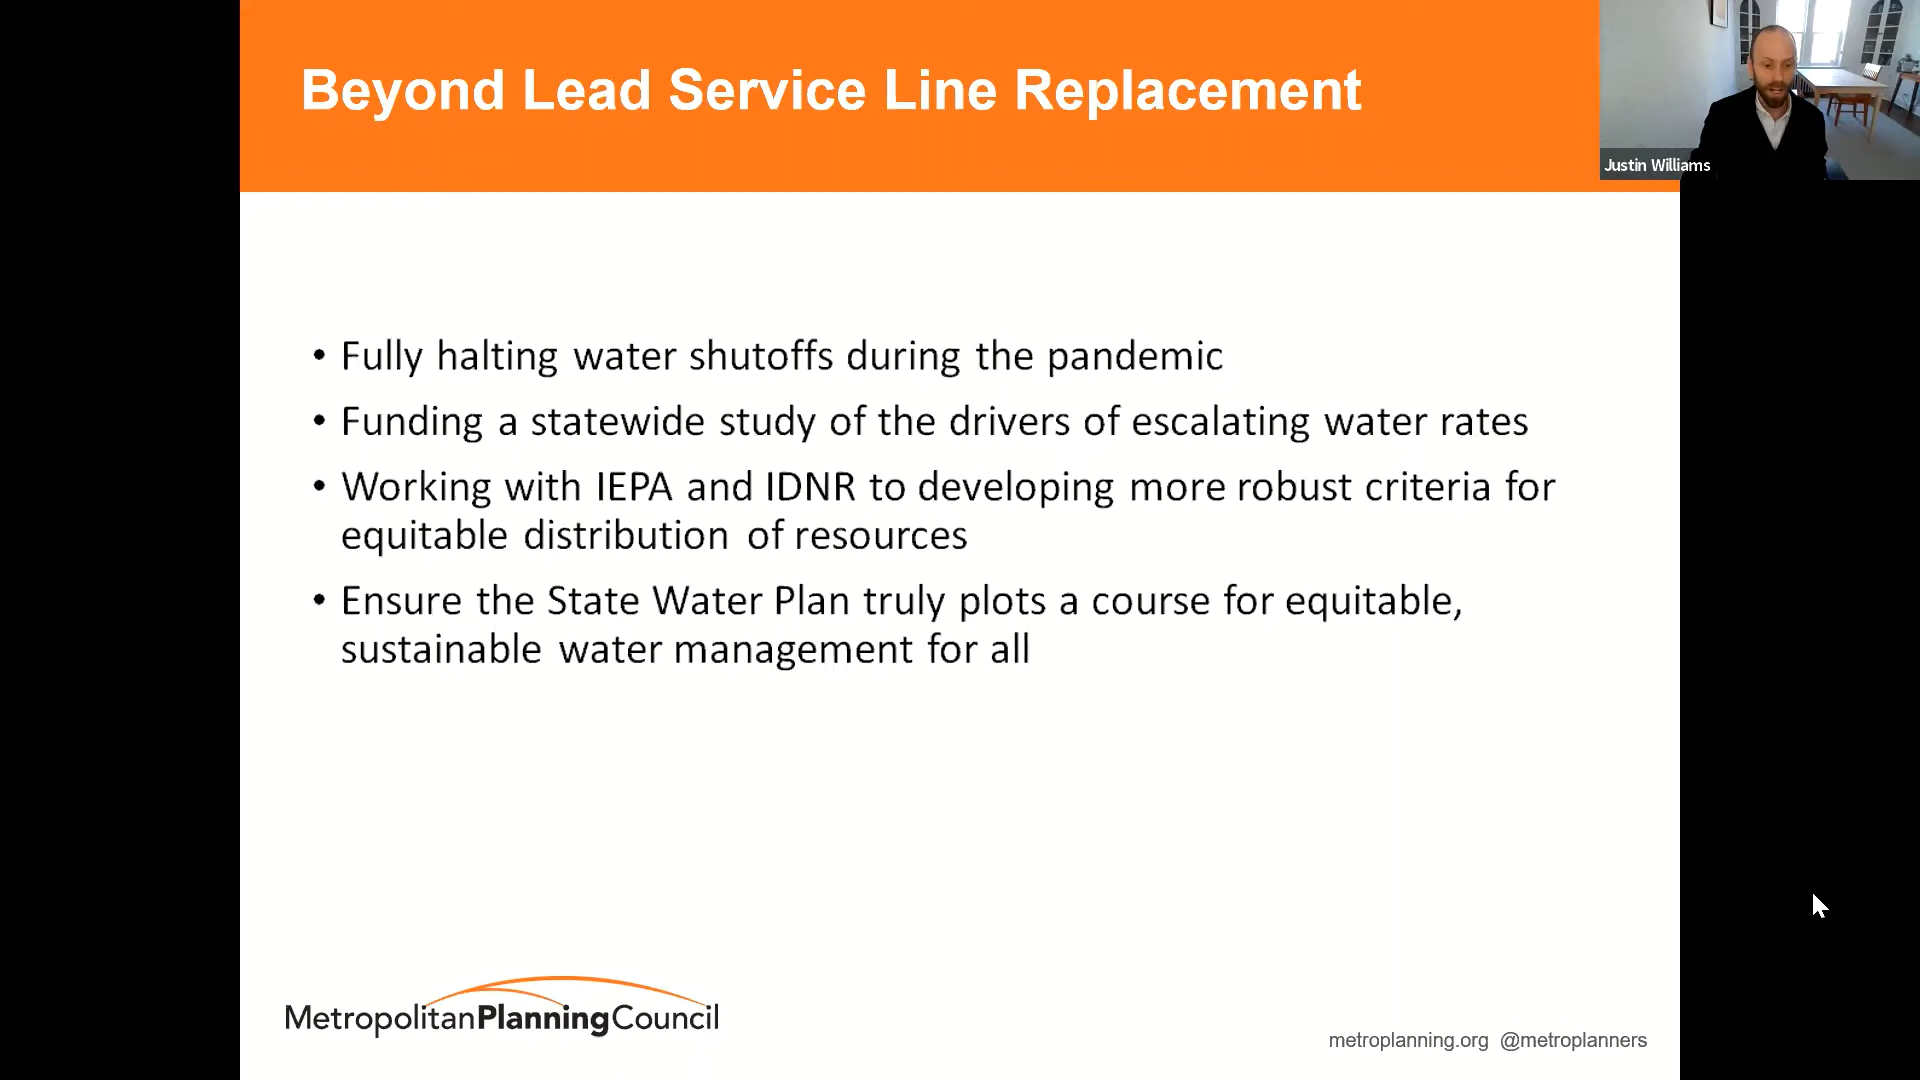 Beyond Lead Service Line Replacement
Justin Williams
• Fully halting water shutoffs during the pandemic
• Funding a statewide study of the drivers of escalating water rates
• Working with IEPA and IDNR to developing more robust criteria for
equitable distribution of resources
• Ensure the State Water Plan truly plots a course for equitable,
sustainable water management for all
MetropolitanPlanningCouncil
metroplanning.org @metroplanners